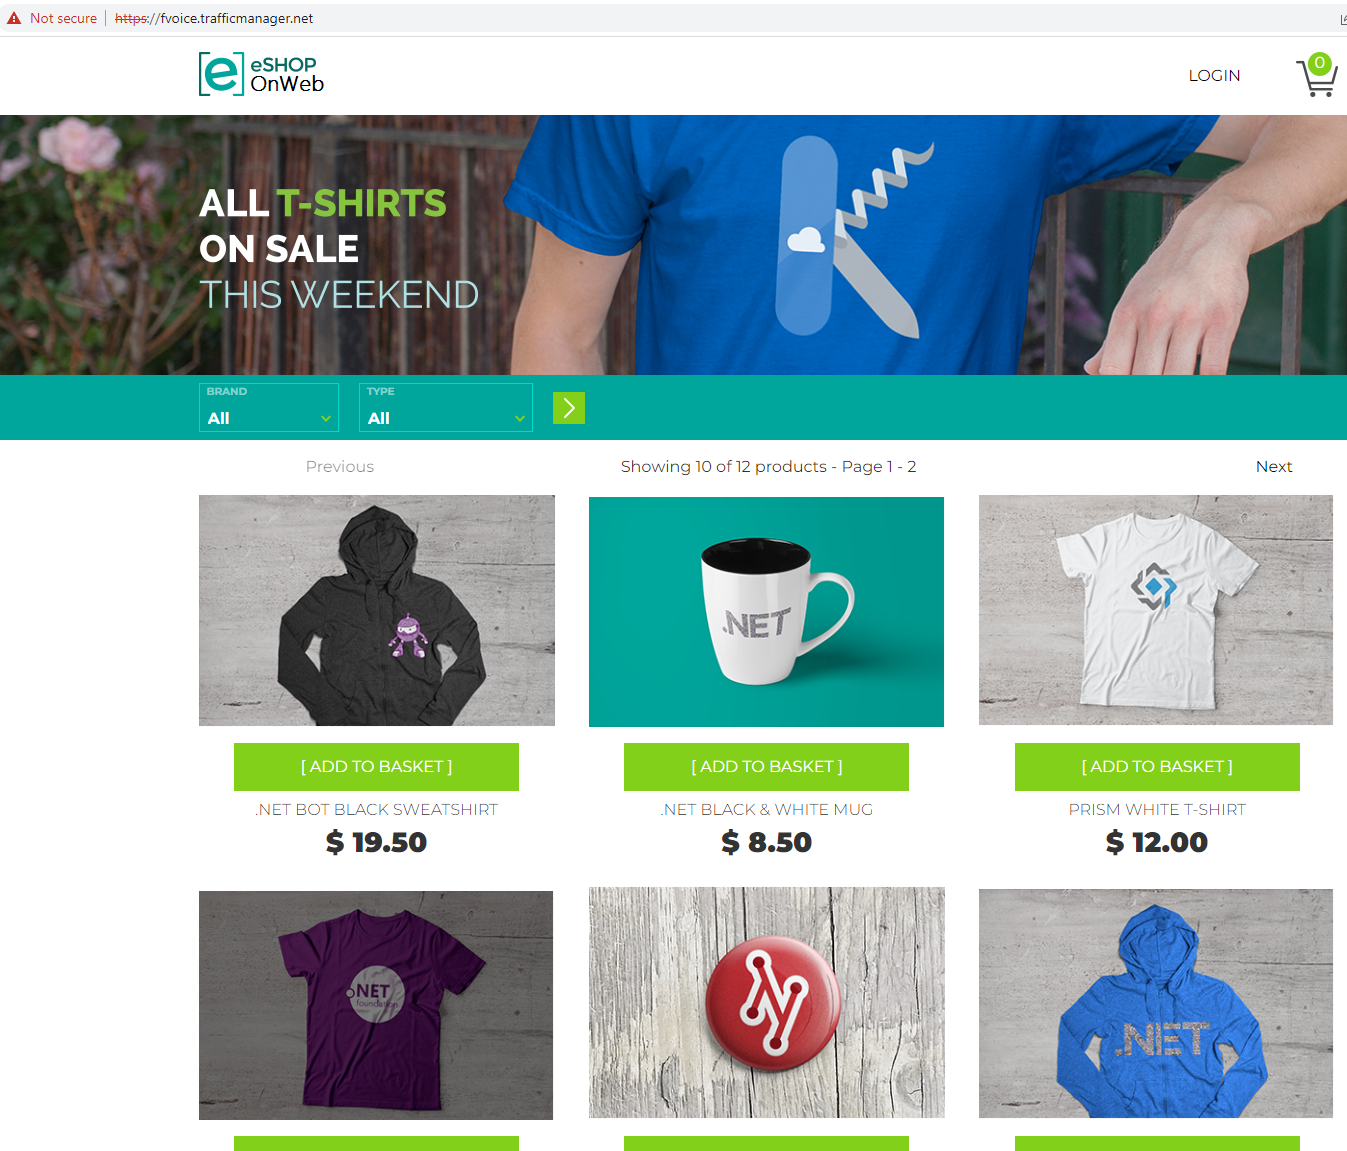 Not secure | https://fvoice.trafficmanager.net
[e] eSHOP
OnWeb
LOGIN
0
ALL T-SHIRTS
ON SALE
THIS WEEKEND
BRAND
All
TYPE
All
Previous
Showing 10 of 12 products - Page 1 - 2
Next
.NET
[ ADD TO BASKET ]
[ ADD TO BASKET ]
[ ADD TO BASKET ]
.NET BOT BLACK SWEATSHIRT
.NET BLACK & WHITE MUG
PRISM WHITE T-SHIRT
$ 19.50
$ 8.50
$ 12.00
.NET
foundation
.NET